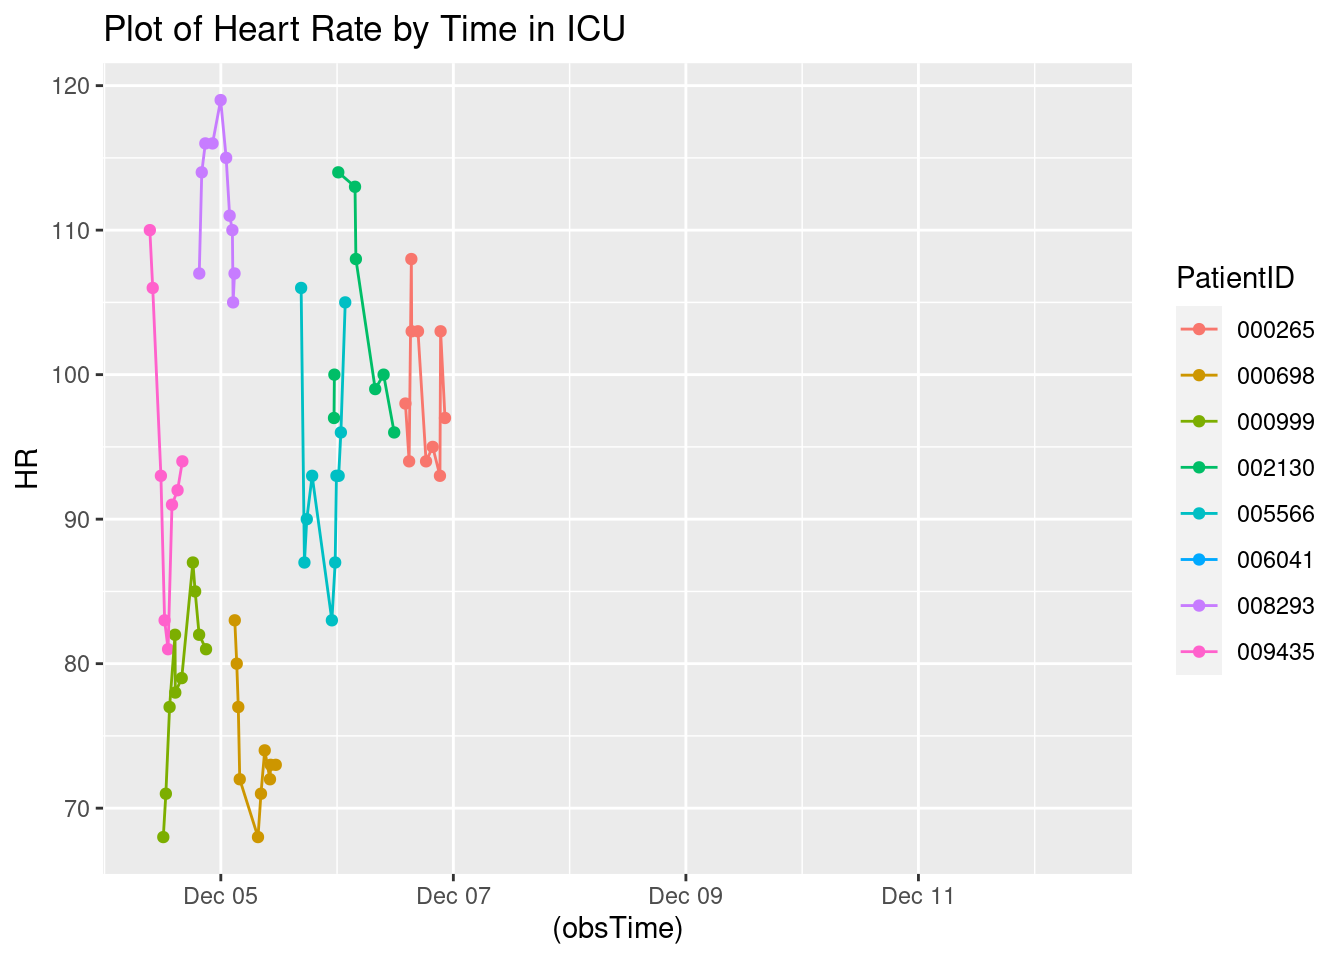 Plot of Heart Rate by Time in ICU
120
110
100
90
80
70
HR
Dec 05 Dec 07 Dec 09 Dec 11
(obsTime)
PatientID
000265
000698
000999
002130
005566
006041
008293
009435